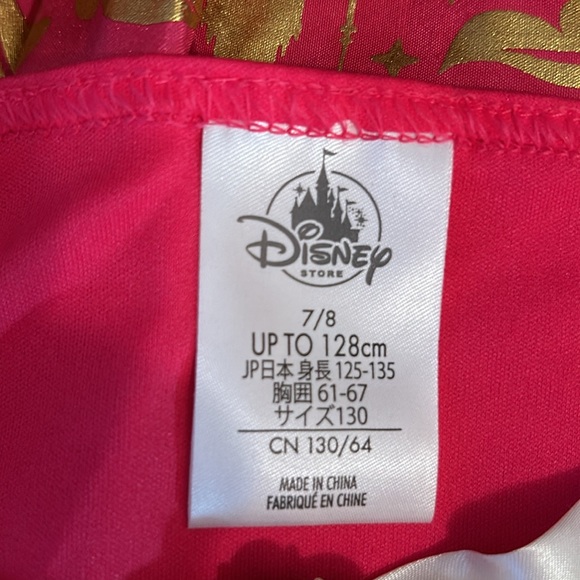 Disney
STORE
7/8
UP TO 128cm
JP日本 身長 125-135
胸囲 61-67
サイズ130
CN 130/64
MADE IN CHINA
FABRIQUÉ EN CHINE